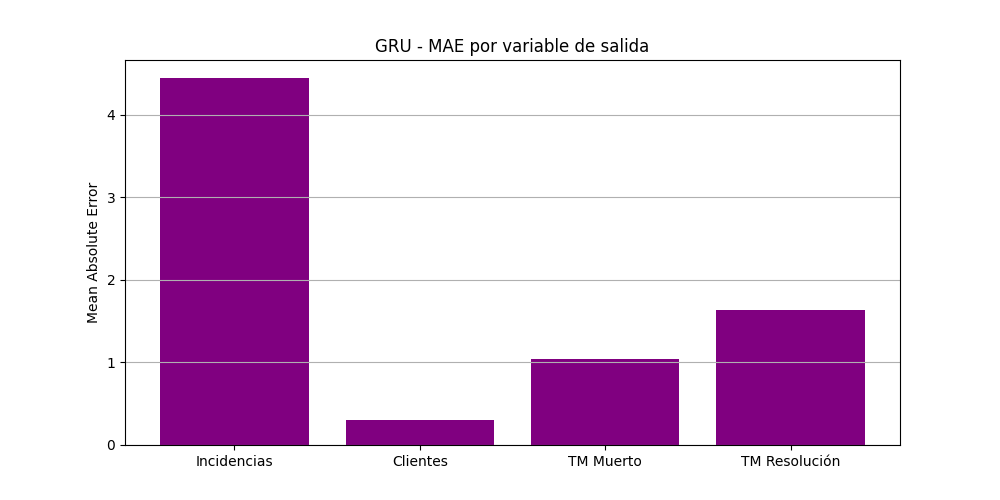 GRU - MAE por variable de salida
Mean Absolute Error
4
3
2
1
0
Incidencias
Clientes
TM Muerto
TM Resolución